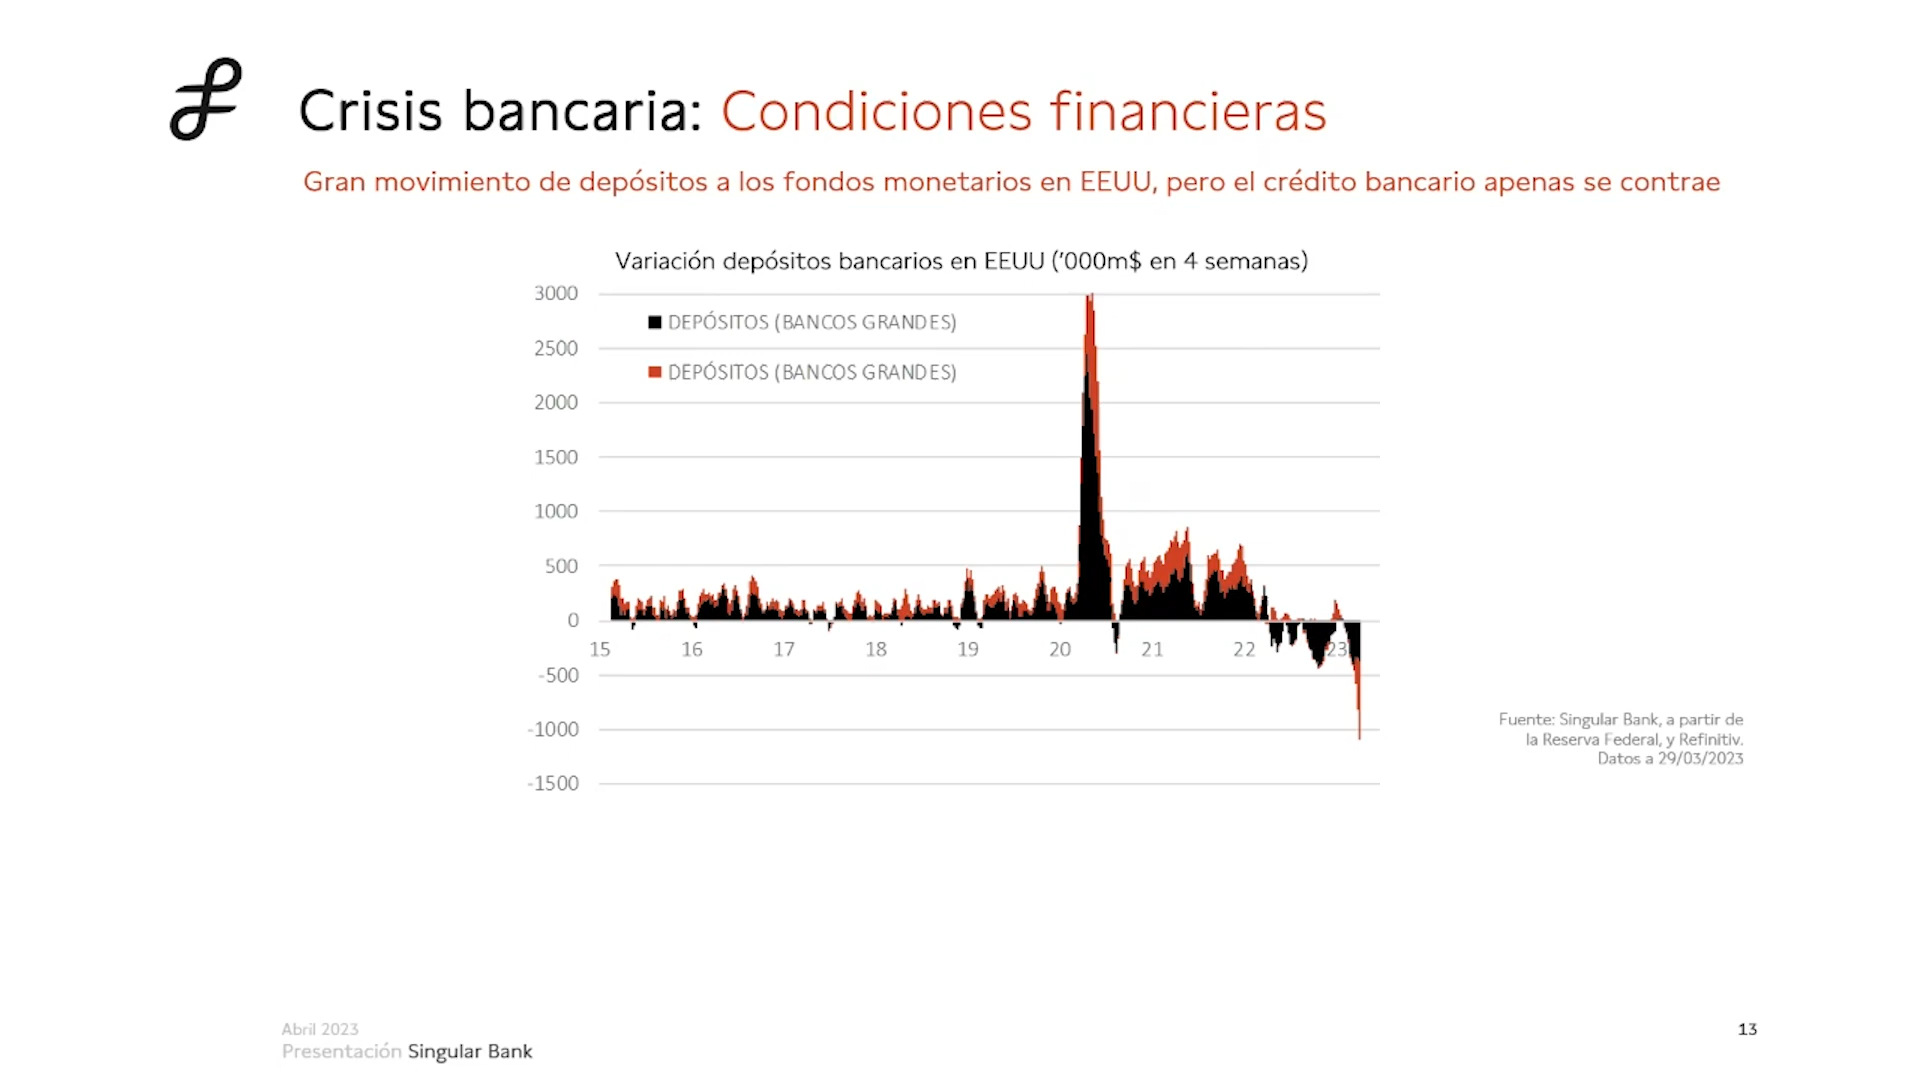 Crisis bancaria: Condiciones financieras
Gran movimiento de depósitos a los fondos monetarios en EEUU, pero el crédito bancario apenas se contrae
Variación depósitos bancarios en EEUU ('000m$ en 4 semanas)
3000
DEPÓSITOS (BANCOS GRANDES)
2500
DEPÓSITOS (BANCOS GRANDES)
2000
1500
1000
500
0
15 16 17 18 19 20 21 22 23
-500
-1000
-1500
Fuente: Singular Bank, a partir de
la Reserva Federal, y Refinitiv.
Datos a 29/03/2023
Abril 2023
Presentación Singular Bank
13